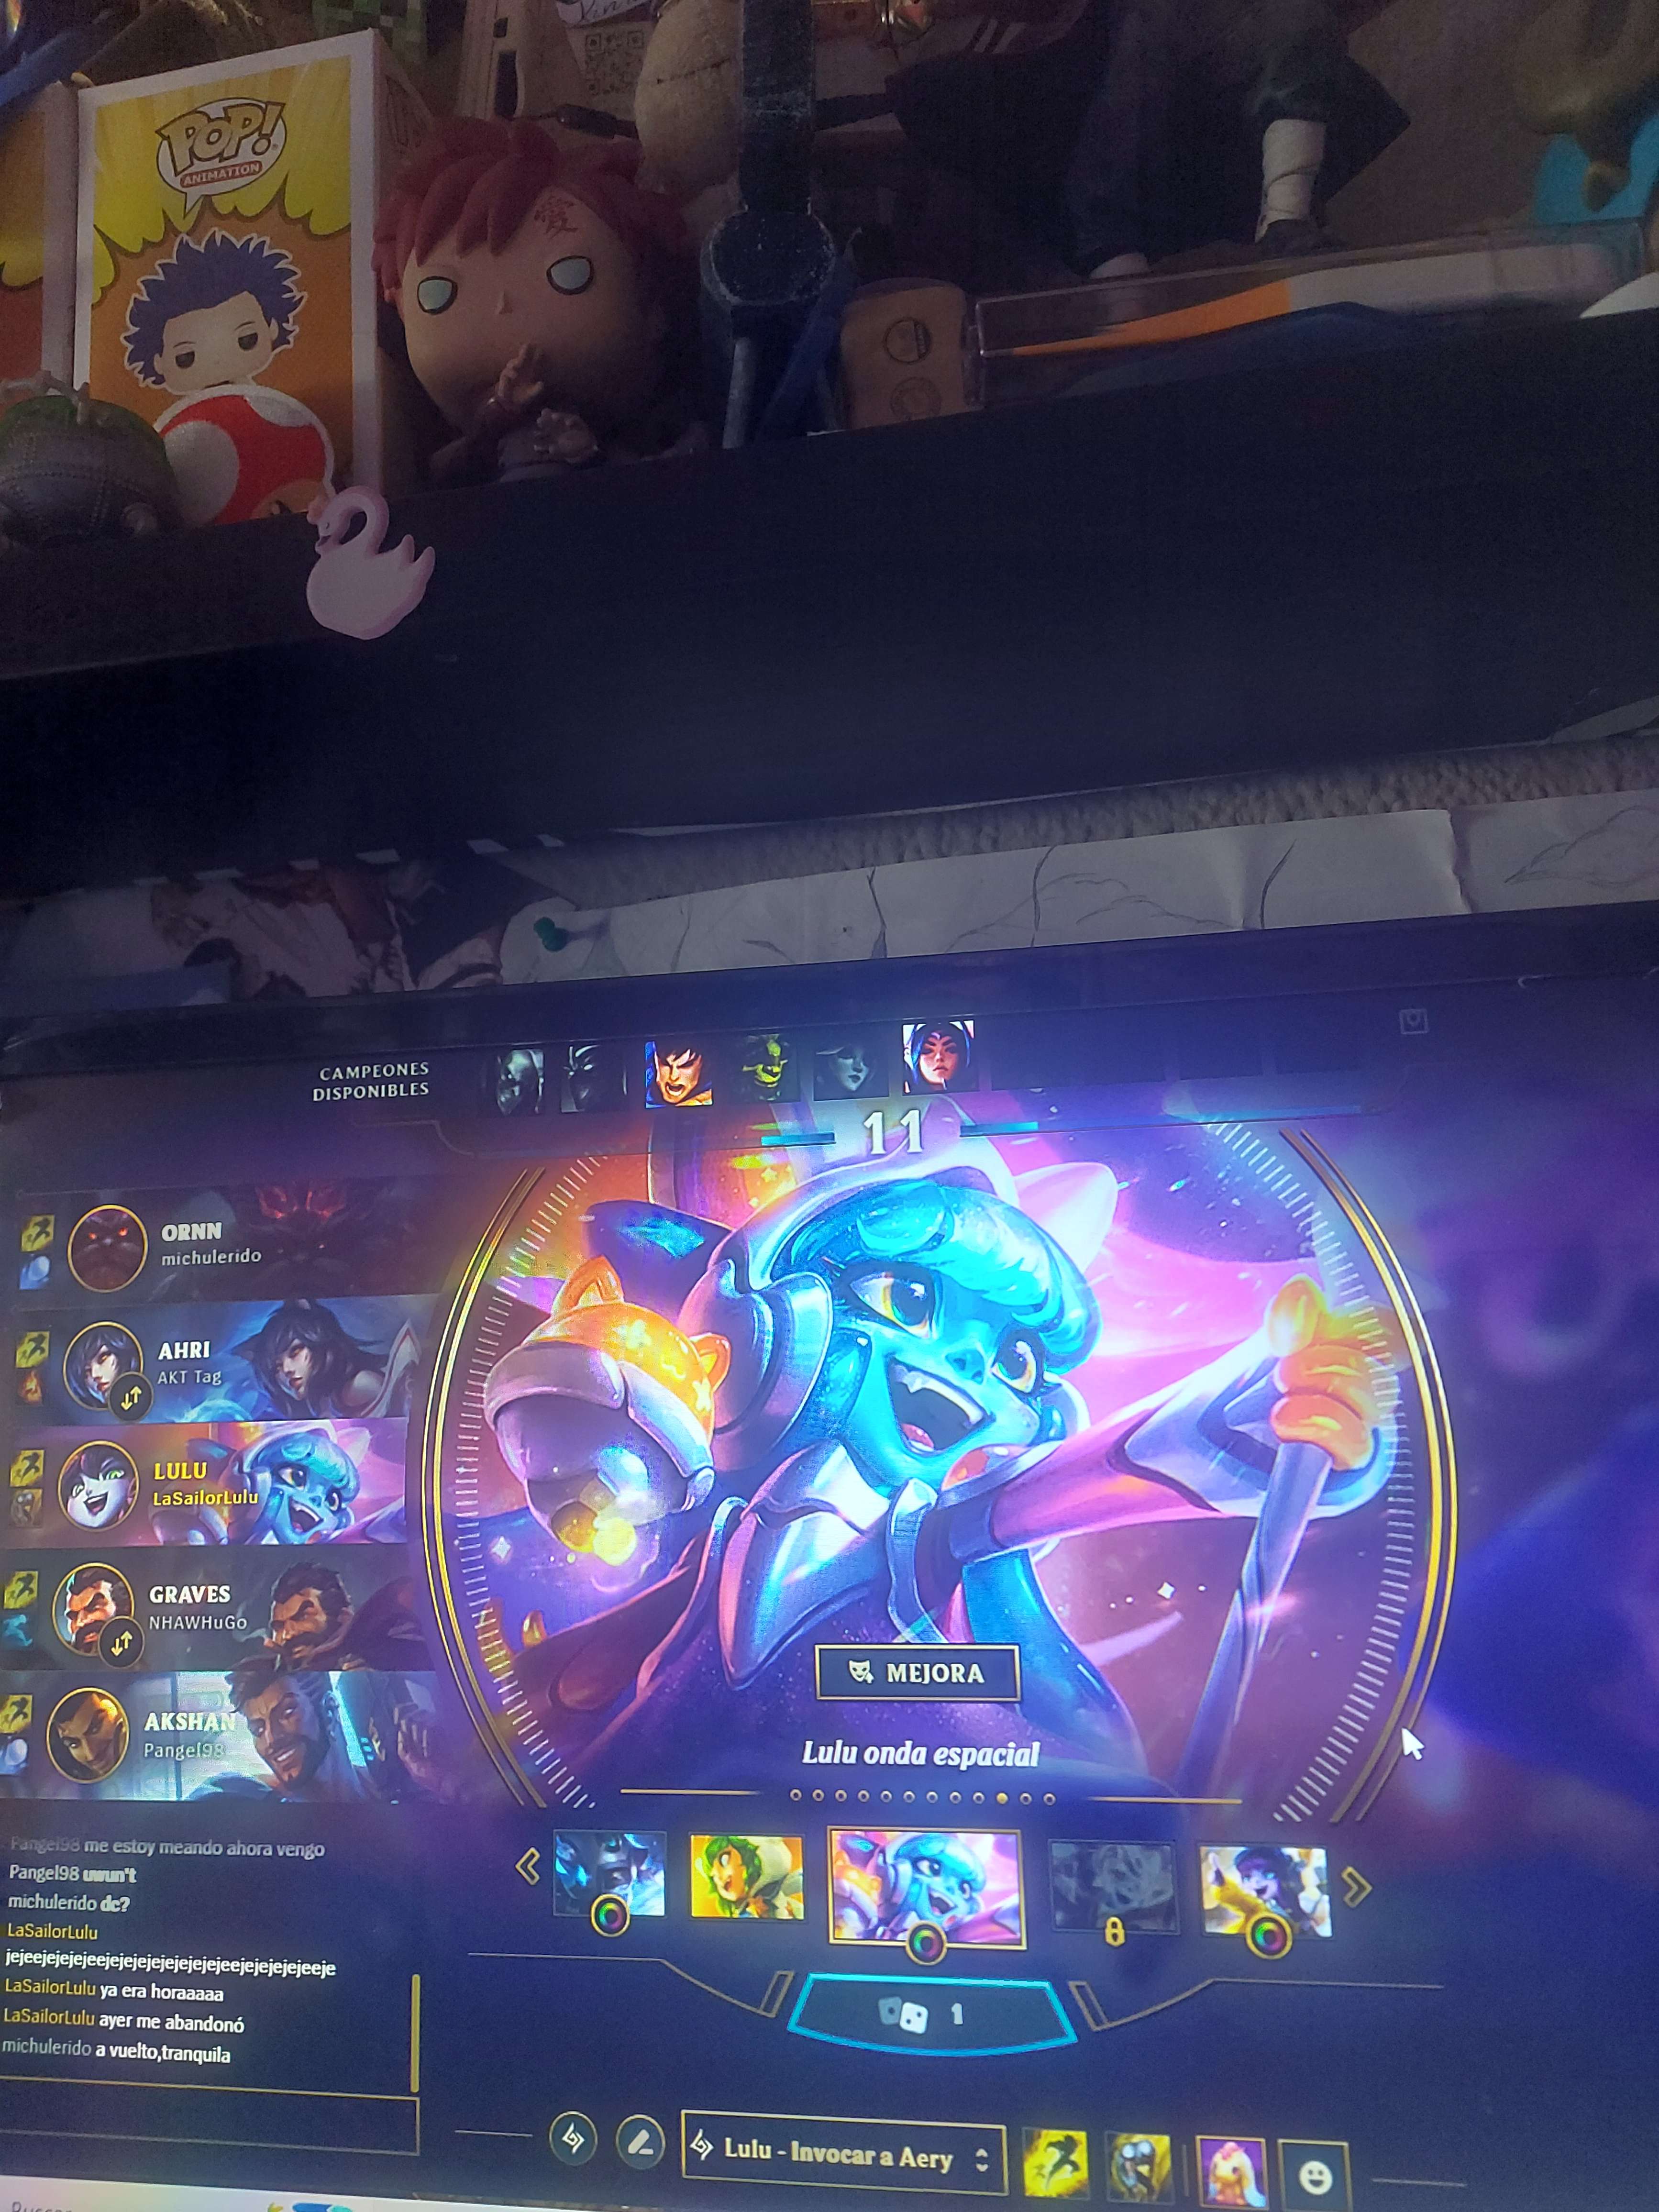 POP!
ANIMATION
愛
CAMPEONES
DISPONIBLES
11
ORNN
michulerido
AHRI
AKT Tag
LULU
LaSailorLulu
GRAVES
NHAWHuGo
AKSHAN
Pangel98
MEJORA
Lulu onda espacial
Pangel98 me estoy meando ahora vengo
Pangel98 uwun't
michulerido dc?
LaSailorLulu
jejeejejejejeejejejejejejejejejeejejejejejeeje
LaSailorLulu ya era horaaaaa
LaSailorLulu ayer me abandonó
michulerido a vuelto,tranquila
1
Lulu - Invocar a Aery